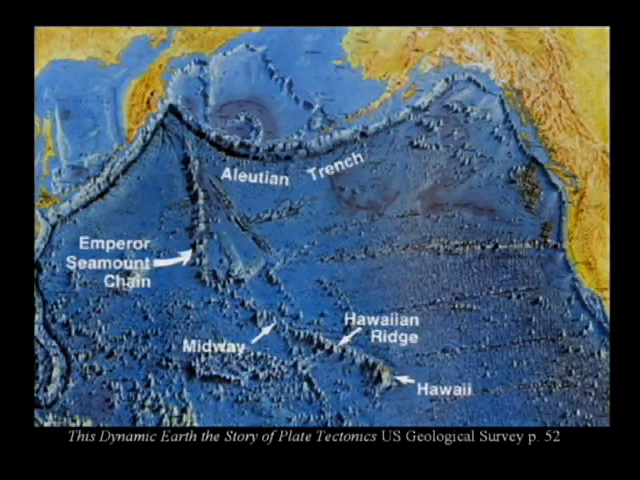 Aleutian Trench
Emperor
Seamount
Chain
Hawaiian
Ridge
Midway
Hawaii
This Dynamic Earth the Story of Plate Tectonics US Geological Survey p. 52